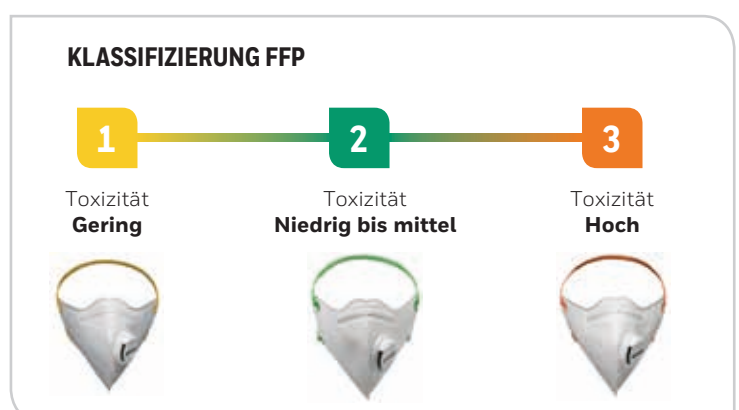 KLASSIFIZIERUNG FFP
1
2
3
Toxizität
Gering
Toxizität
Niedrig bis mittel
Toxizität
Hoch